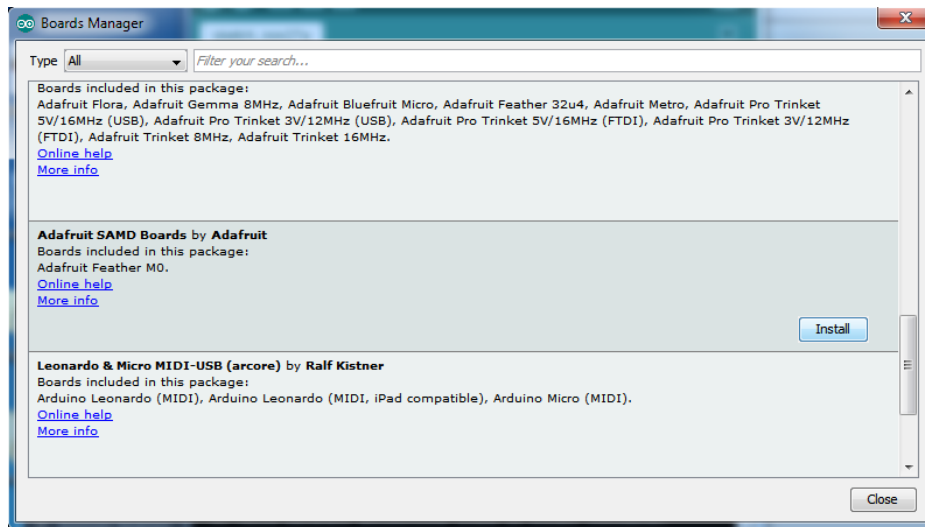 Boards Manager
Type All Filter your search...
Boards included in this package:
Adafruit Flora, Adafruit Gemma 8MHz, Adafruit Bluefruit Micro, Adafruit Feather 32u4, Adafruit Metro, Adafruit Pro Trinket
5V/16MHz (USB), Adafruit Pro Trinket 3V/12MHz (USB), Adafruit Pro Trinket 5V/16MHz (FTDI), Adafruit Pro Trinket 3V/12MHz
(FTDI), Adafruit Trinket 8MHz, Adafruit Trinket 16MHz.
Online help
More info
Adafruit SAMD Boards by Adafruit
Boards included in this package:
Adafruit Feather M0.
Online help
More info
Install
Leonardo & Micro MIDI-USB (arcore) by Ralf Kistner
Boards included in this package:
Arduino Leonardo (MIDI), Arduino Leonardo (MIDI, iPad compatible), Arduino Micro (MIDI).
Online help
More info
Close